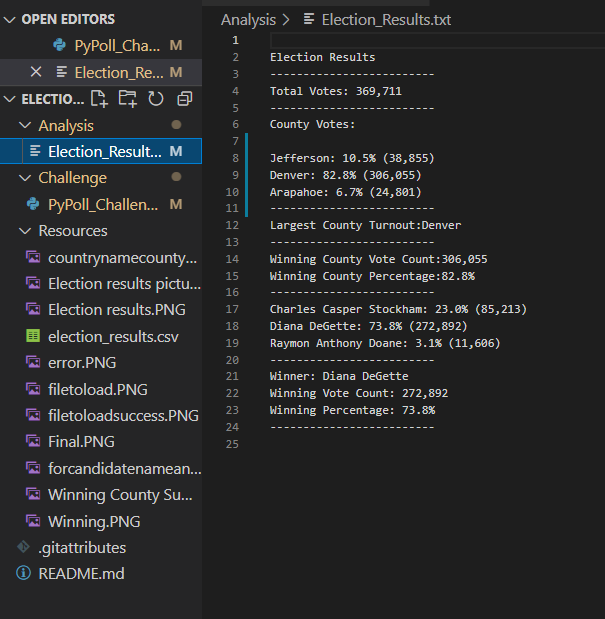 OPEN EDITORS
PyPoll_Cha... M
Election_Re... M
ELECTIO...
Analysis
Election_Result... M
Challenge
PyPoll_Challen... M
Resources
countrynamecounty...
Election results pictu...
Election results.PNG
election_results.csv
error.PNG
filetoload.PNG
filetoloadsuccess.PNG
Final.PNG
forcandidatenamean...
Winning County Su...
Winning.PNG
.gitattributes
README.md
Analysis > Election_Results.txt
1
2 Election Results
3 -------------------------
4 Total Votes: 369,711
5 -------------------------
6 County Votes:
7
8 Jefferson: 10.5% (38,855)
9 Denver: 82.8% (306,055)
10 Arapahoe: 6.7% (24,801)
11 -------------------------
12 Largest County Turnout:Denver
13 -------------------------
14 Winning County Vote Count:306,055
15 Winning County Percentage:82.8%
16 -------------------------
17 Charles Casper Stockham: 23.0% (85,213)
18 Diana DeGette: 73.8% (272,892)
19 Raymon Anthony Doane: 3.1% (11,606)
20 -------------------------
21 Winner: Diana DeGette
22 Winning Vote Count: 272,892
23 Winning Percentage: 73.8%
24 -------------------------
25